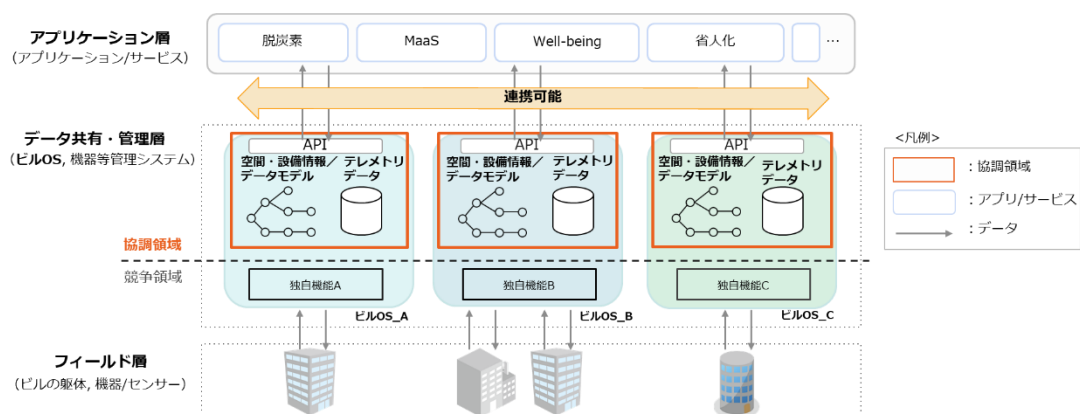 アプリケーション層
(アプリケーション/サービス)
脱炭素
MaaS
Well-being
省人化
…
連携可能
データ共有・管理層
(ビルOS, 機器等管理システム)
API
空間・設備情報/
データモデル
テレメトリ
データ
API
空間・設備情報/
データモデル
テレメトリ
データ
API
空間・設備情報/
データモデル
テレメトリ
データ
<凡例>
:協調領域
:アプリ/サービス
:データ
協調領域
競争領域
独自機能A
独自機能B
独自機能C
ビルOS_A
ビルOS_B
ビルOS_C
フィールド層
(ビルの躯体, 機器/センサー)